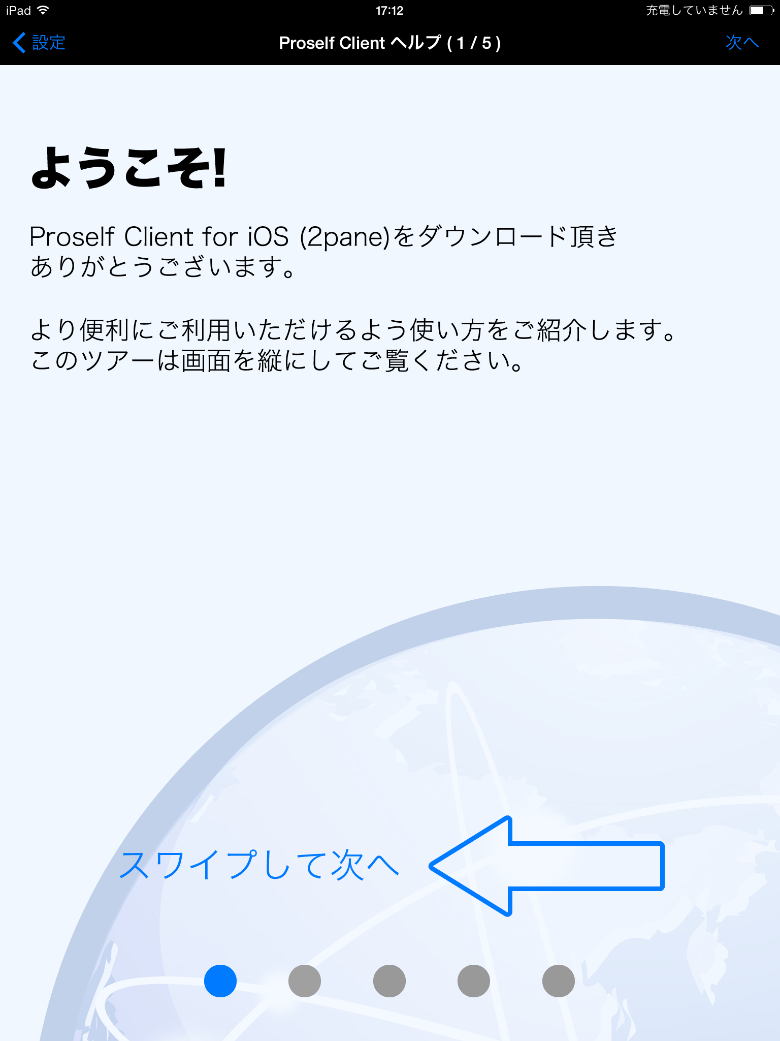 iPad 17:12 充電していません
設定 Proself Client ヘルプ ( 1 / 5 ) 次へ
ようこそ!
Proself Client for iOS (2pane)をダウンロード頂き
ありがとうございます。
より便利にご利用いただけるよう使い方をご紹介します。
このツアーは画面を縦にしてご覧ください。
スワイプして次へ